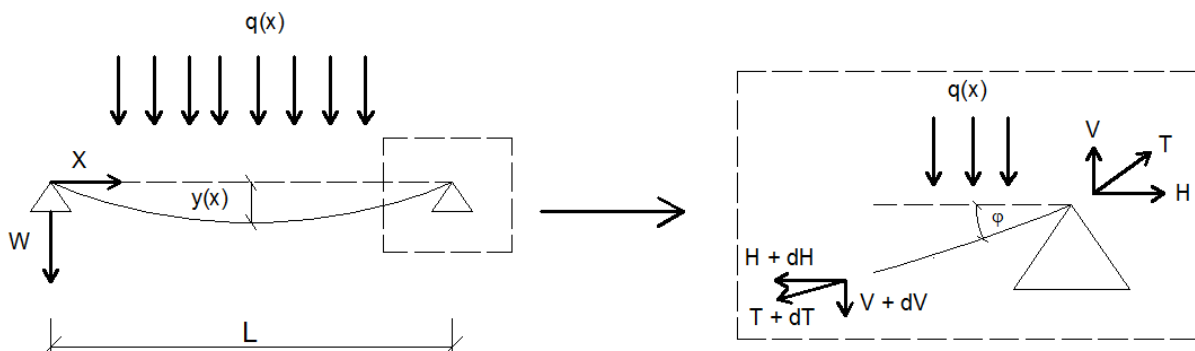 q(x)
X
y(x)
W
L
q(x)
V
T
H
φ
H + dH
T + dT
V + dV